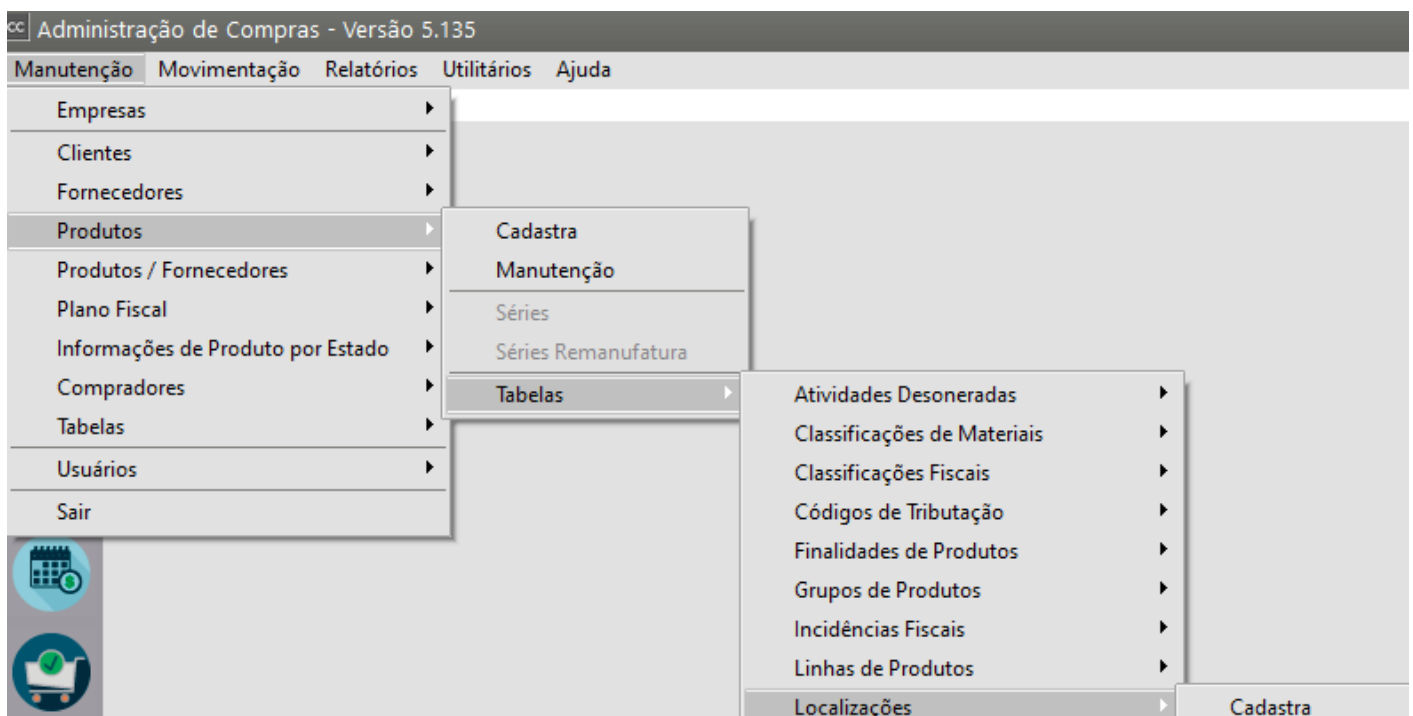 cc Administração de Compras - Versão 5.135
Manutenção Movimentação Relatórios Utilitários Ajuda
Empresas
Clientes
Fornecedores
Produtos
Produtos / Fornecedores
Plano Fiscal
Informações de Produto por Estado
Compradores
Tabelas
Usuários
Sair
Cadastra
Manutenção
Séries
Séries Remanufatura
Tabelas
Atividades Desoneradas
Classificações de Materiais
Classificações Fiscais
Códigos de Tributação
Finalidades de Produtos
Grupos de Produtos
Incidências Fiscais
Linhas de Produtos
Localizações
Cadastra